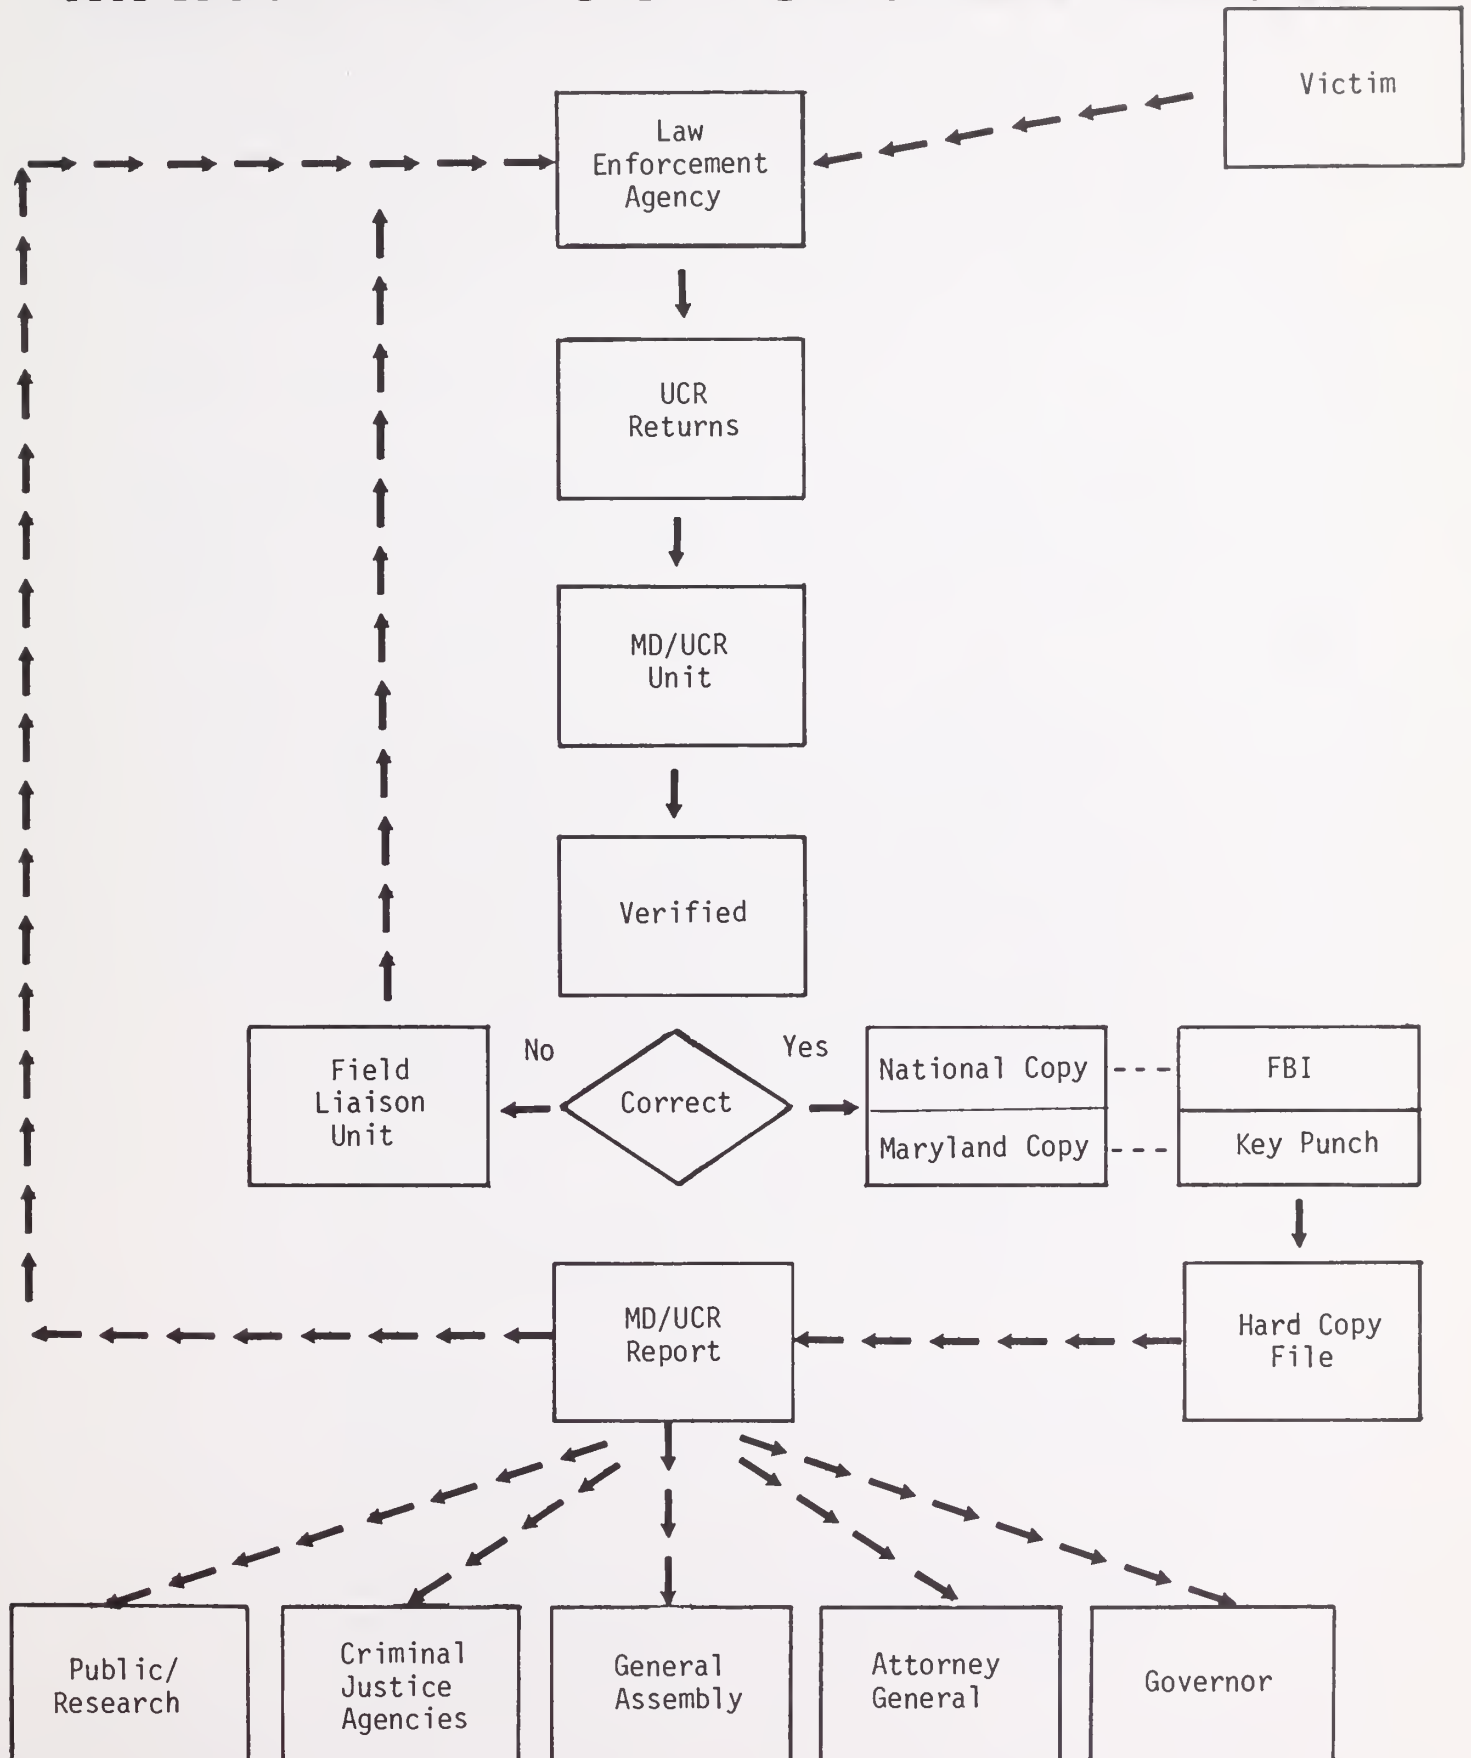 Victim
Law
Enforcement
Agency
UCR
Returns
MD/UCR
Unit
Verified
Field
Liaison
Unit
No
Correct
Yes
National Copy
Maryland Copy
FBI
Key Punch
MD/UCR
Report
Hard Copy
File
Public/
Research
Criminal
Justice
Agencies
General
Assembly
Attorney
General
Governor